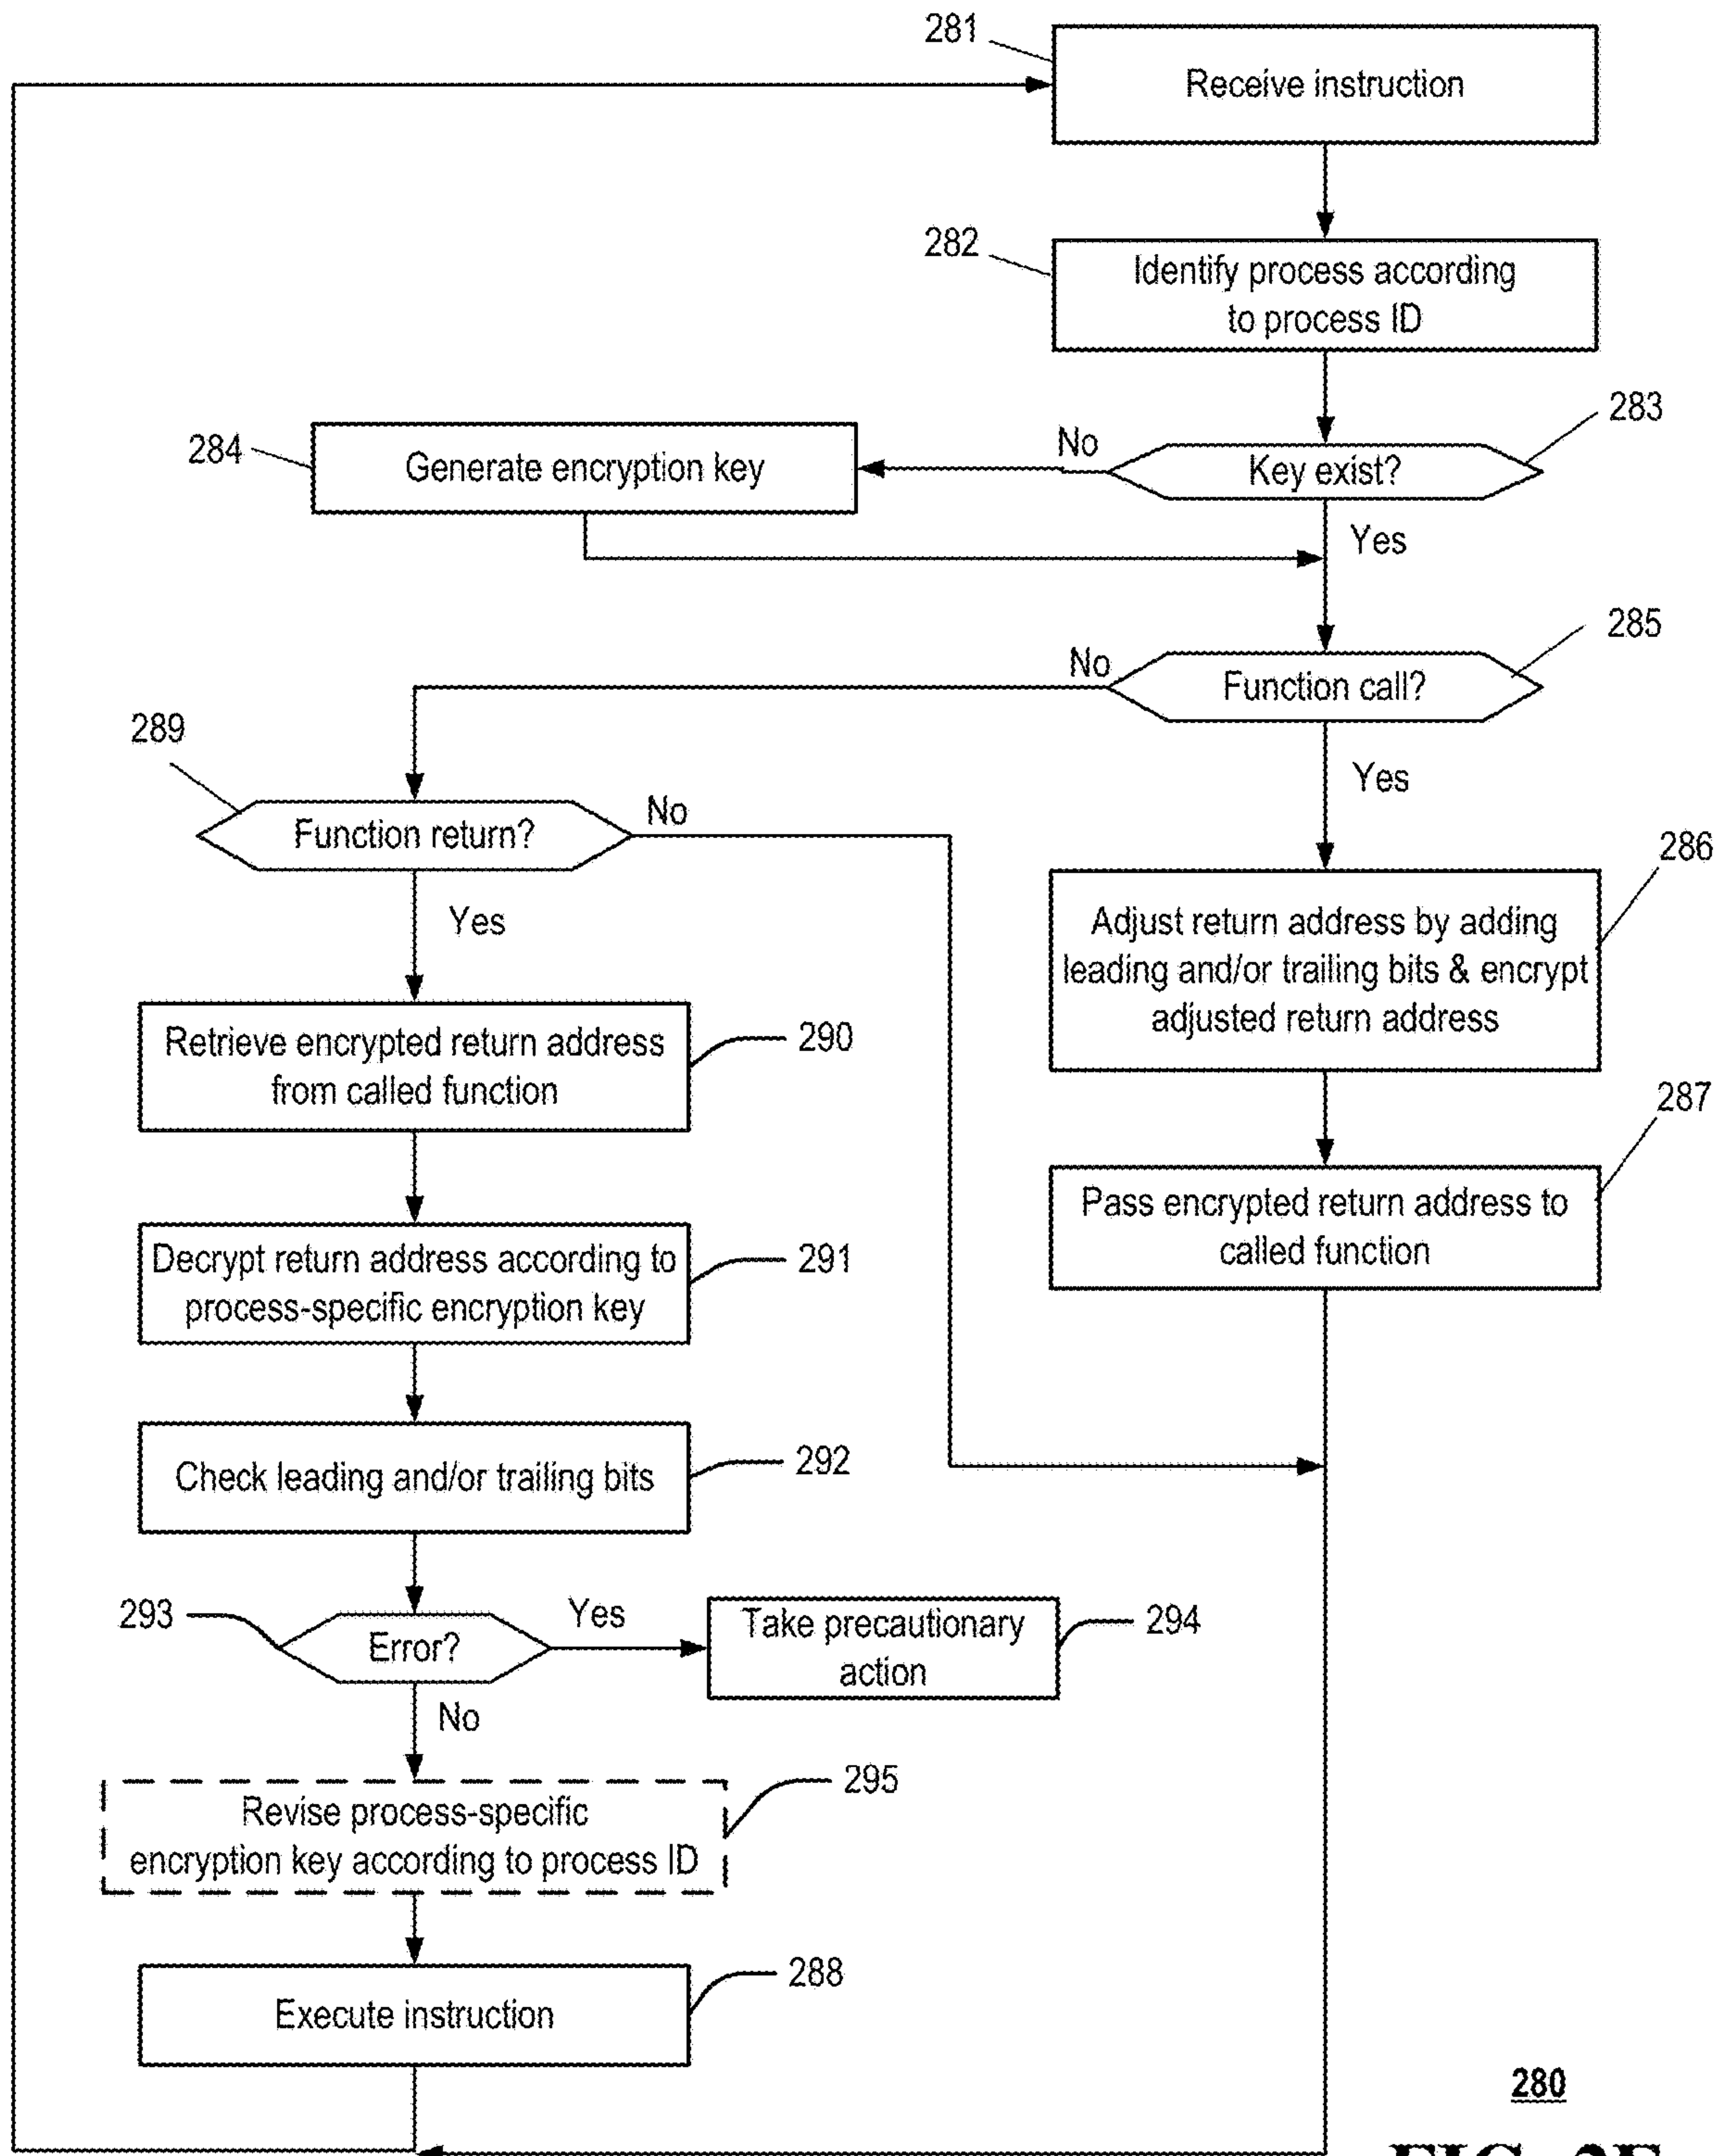 281
Receive instruction
282
Identify process according
to process ID
283
No
284
Generate encryption key
Key exist?
Yes
285
No
Function call?
289
Yes
No
Function return?
286
Yes
Adjust return address by adding
leading and/or trailing bits & encrypt
adjusted return address
Retrieve encrypted return address
from called function
290
287
Pass encrypted return address to
called function
Decrypt return address according to
process-specific encryption key
291
Check leading and/or trailing bits
292
293
Error?
Yes
Take precautionary
action
294
No
295
Revise process-specific
encryption key according to process ID
288
Execute instruction
280